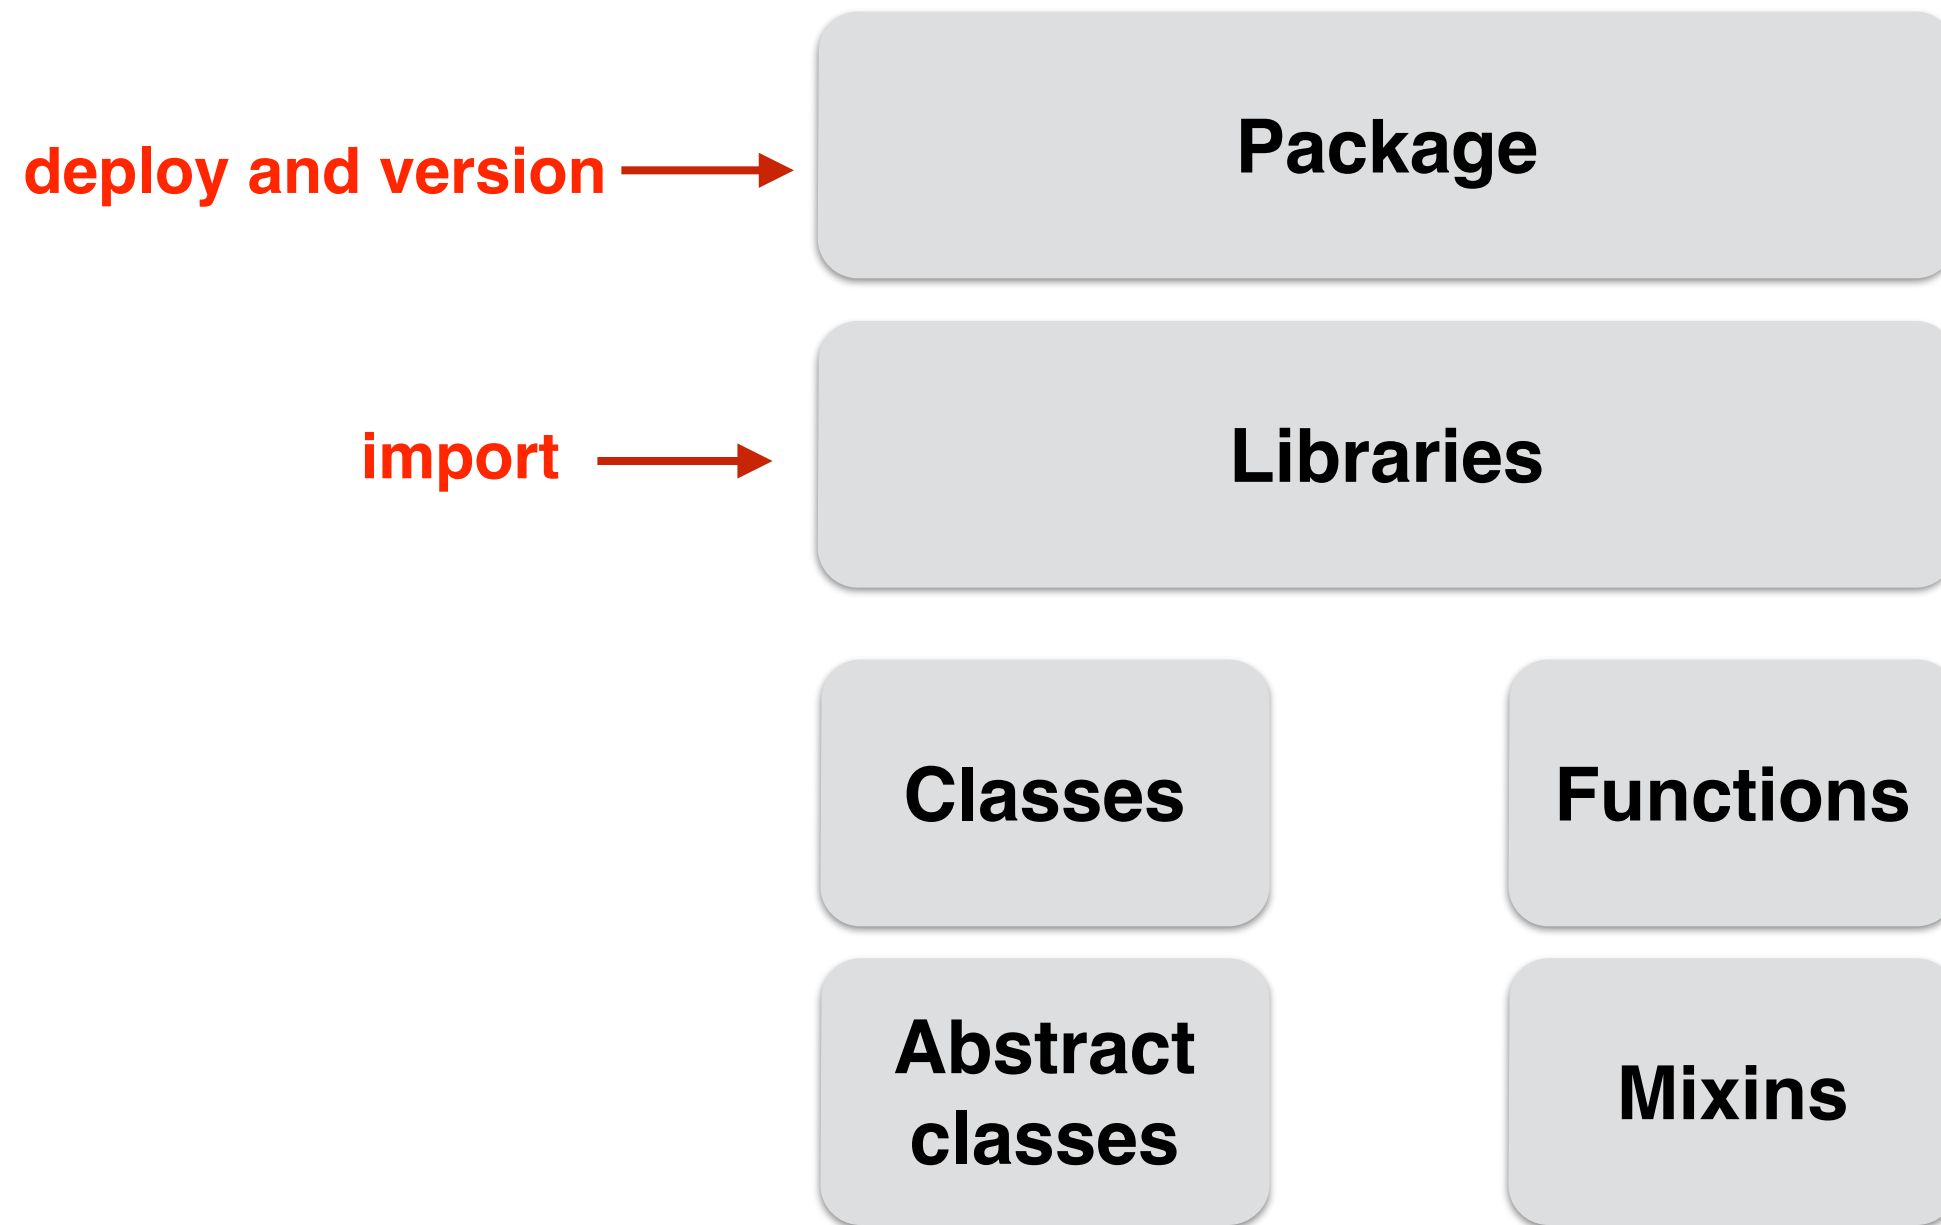 deploy and version
Package
import
Libraries
Classes
Functions
Abstract
classes
Mixins